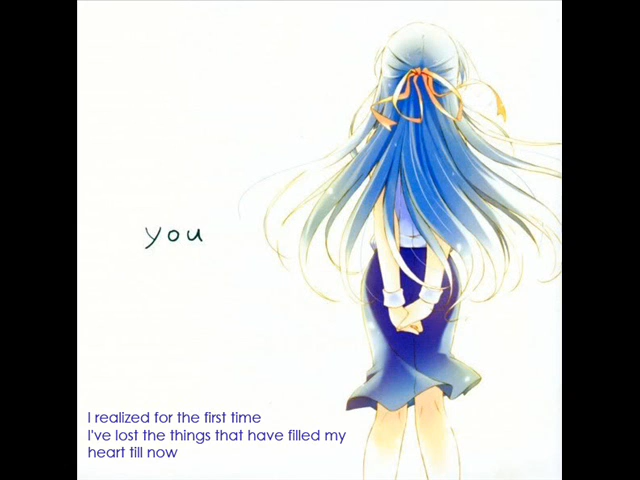 you
I realized for the first time
I've lost the things that have filled my
heart till now